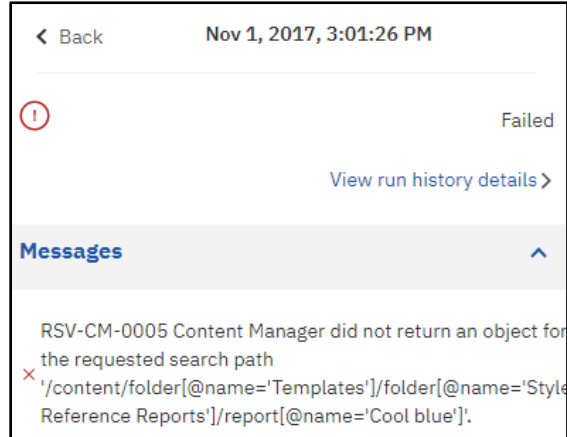 Back
Nov 1, 2017, 3:01:26 PM
Failed
View run history details
Messages
RSV-CM-0005 Content Manager did not return an object for
the requested search path
'/content/folder[@name='Templates']/folder[@name='Style
Reference Reports']/report[@name='Cool blue']'.